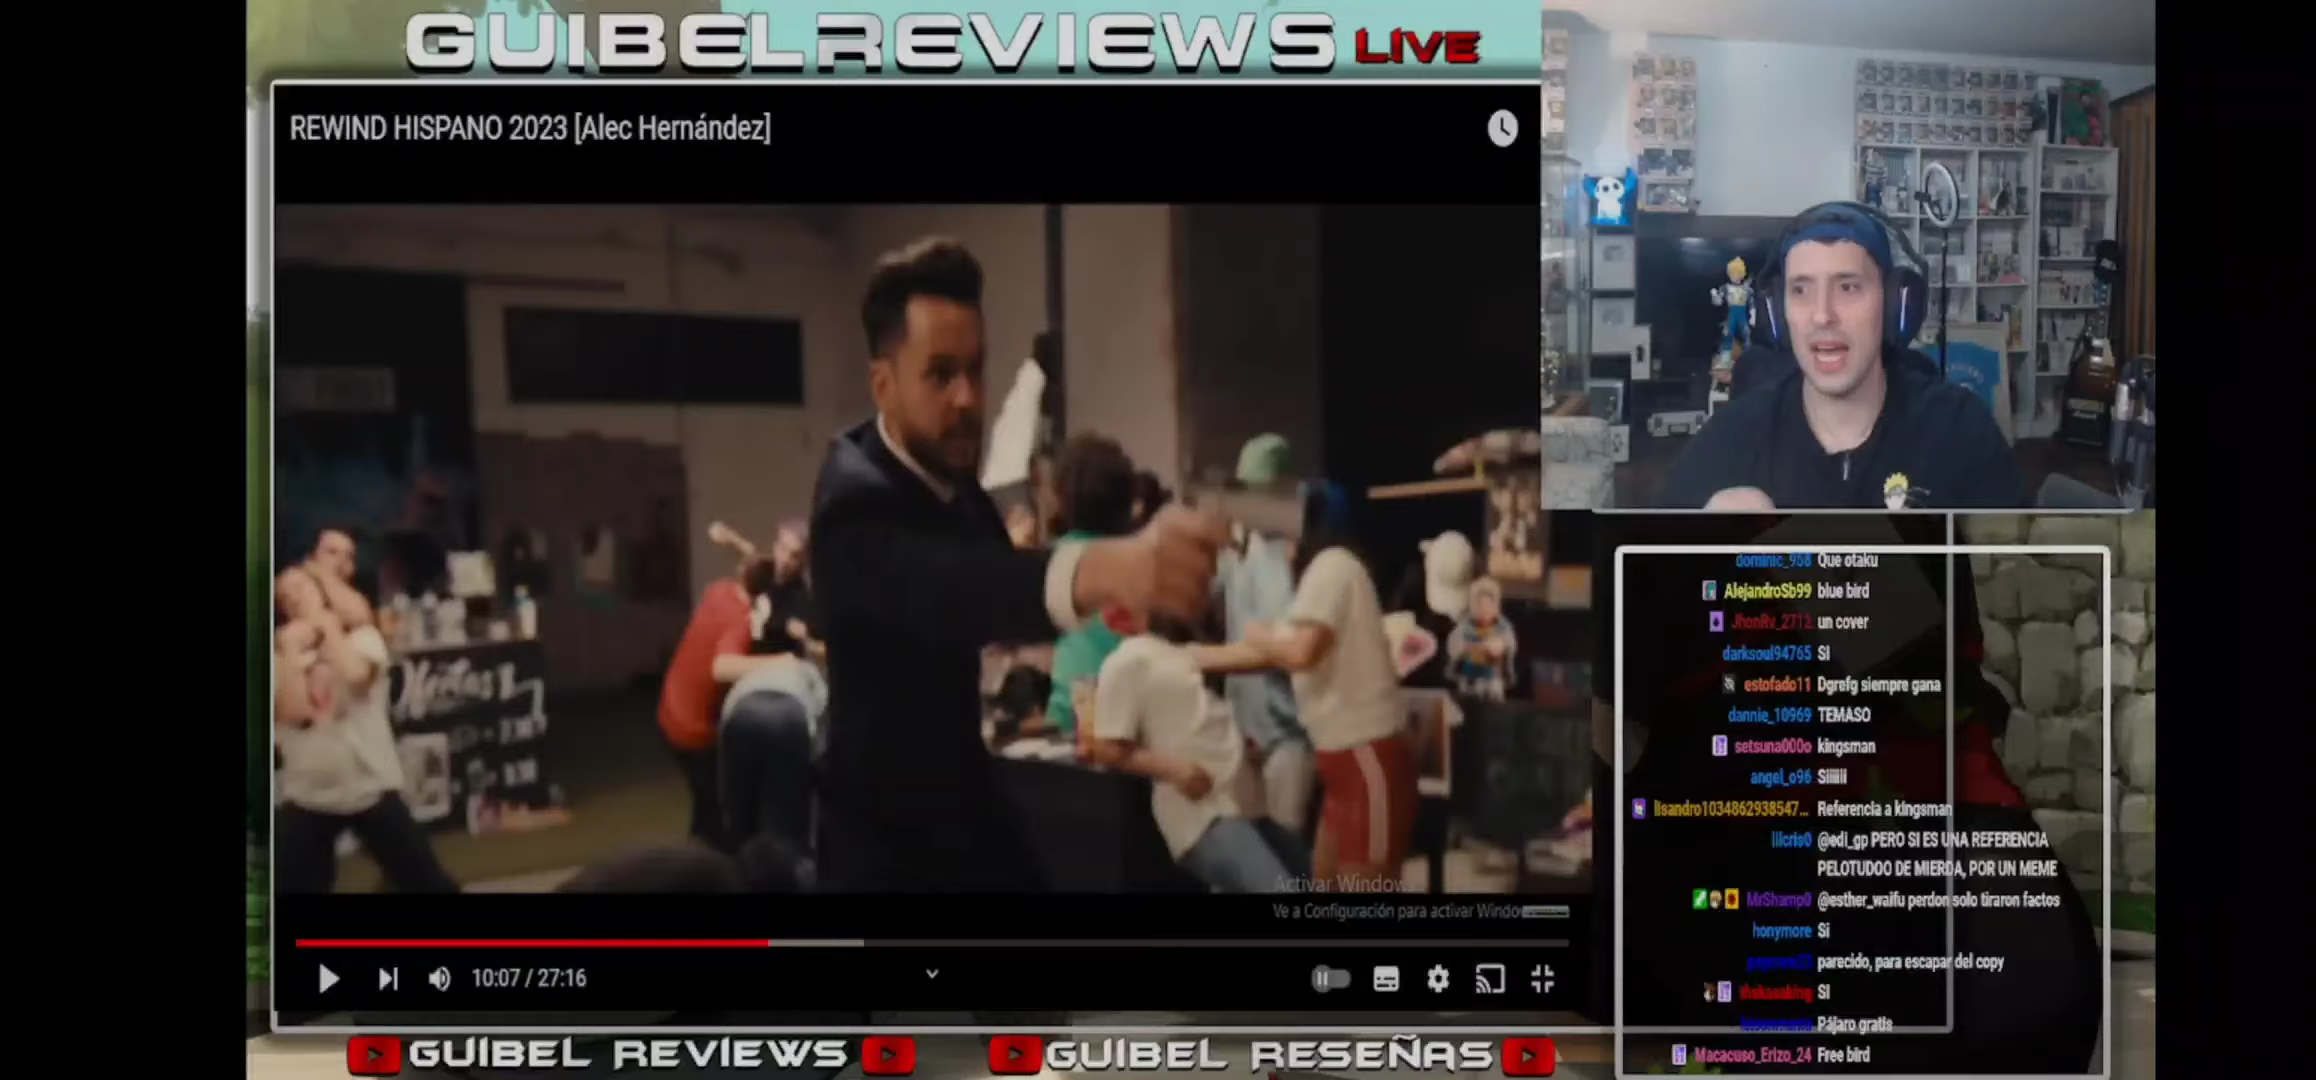 GUIBELREVIEWS LIVE
REWIND HISPANO 2023 [Alec Hernández]
Activar Windows
Ve a Configuración para activar
10:07 / 27:16
dominic_958 Que otaku
AlejandroSb99 blue bird
JhonRv_2712 un cover
darksoul94765 SI
estofado11 Dgrefg siempre gana
dannie_10969 TEMASO
setsuna000o kingsman
angel_o96 Siiiiii
lisandro1034862938547... Referencia a kingsman
lilcris0 @edi_gp PERO SI ES UNA REFERENCIA
PELOTUDOO DE MIERDA, POR UN MEME
MrShamp0 @esther_waifu perdon solo tiraron factos
honymore Si
parecido, para escapar del copy
SI
Pájaro gratis
Macacuso_Erizo_24 Free bird
GUIBEL REVIEWS
GUIBEL RESEÑAS